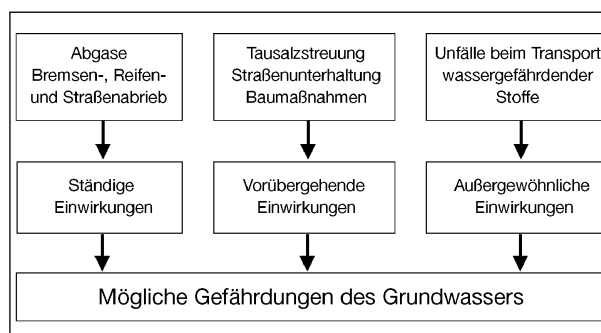 Abgase
Bremsen-, Reifen-
und Straßenabrieb
Tausalzstreuung
Straßenunterhaltung
Baumaßnahmen
Unfälle beim Transport
wassergefährdender
Stoffe
Ständige
Einwirkungen
Vorübergehende
Einwirkungen
Außergewöhnliche
Einwirkungen
Mögliche Gefährdungen des Grundwassers